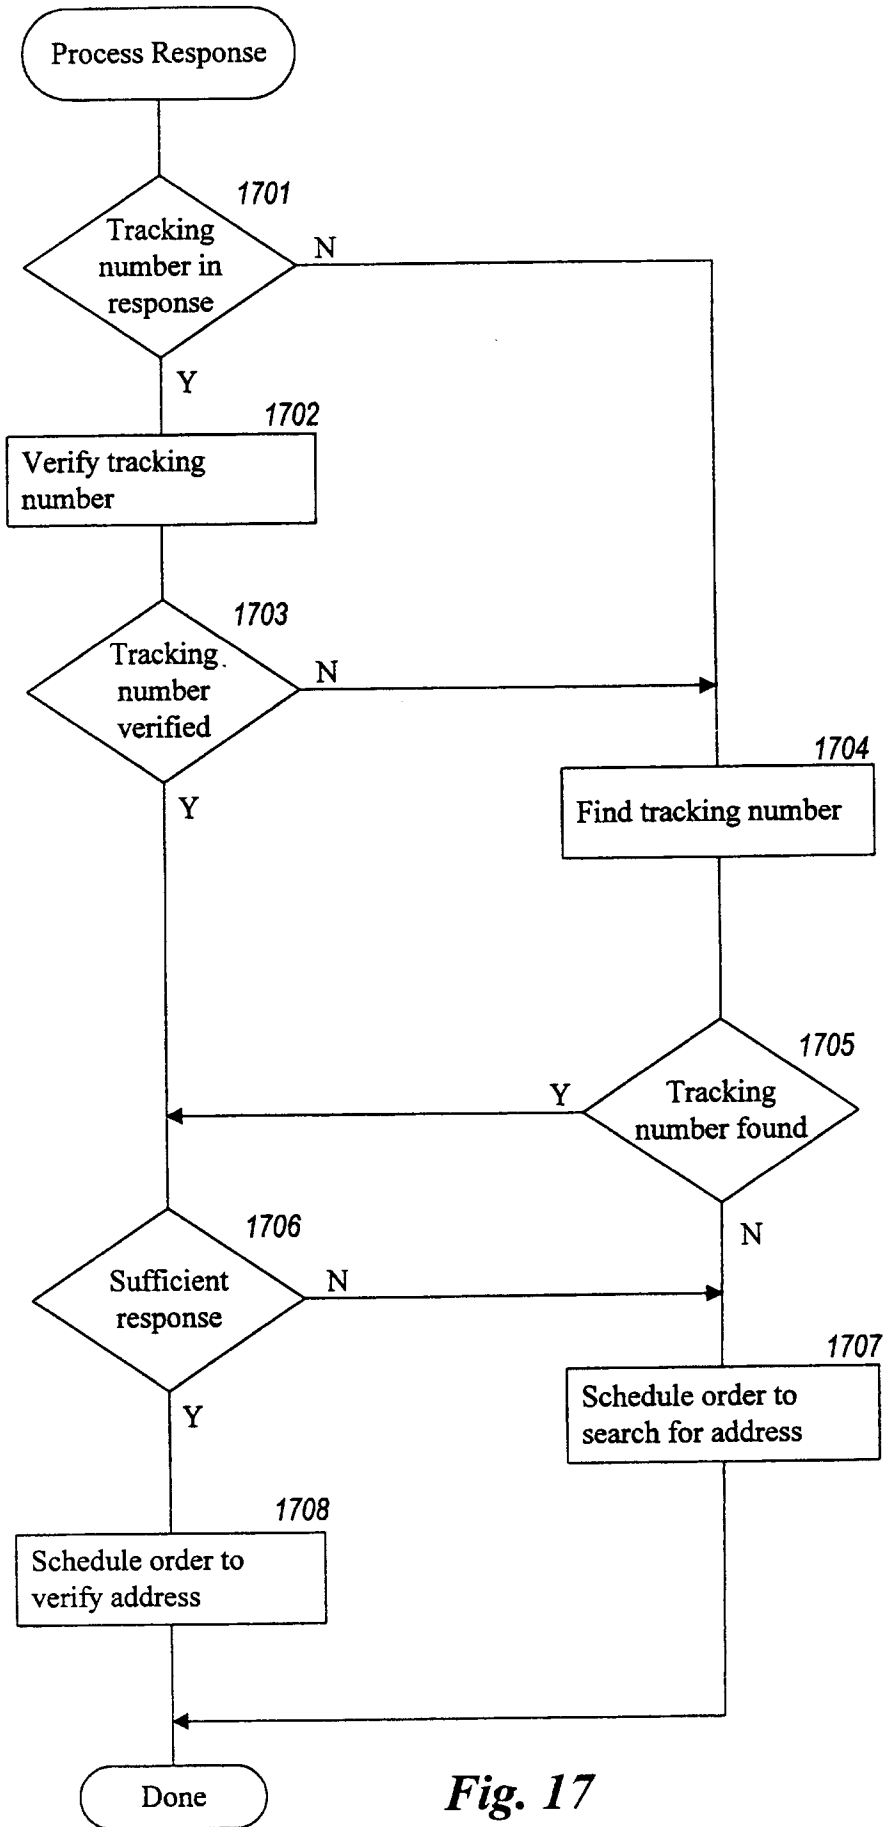 Process Response
1701
Tracking
number in
response
N
Y
1702
Verify tracking
number
1703
Tracking
number
verified
N
Y
1704
Find tracking number
1705
Tracking
number found
Y
N
1706
Sufficient
response
N
Y
1707
Schedule order to
search for address
1708
Schedule order to
verify address
Done
Fig. 17